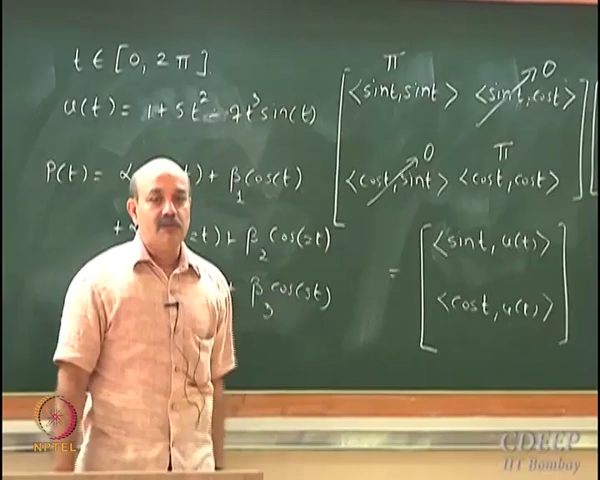 t ∈ [0, 2π].
u(t) = 1 + 5t² - 7t³ sin(t)
P(t) = α t) + β₁ cos(t)
2t) + β₂ cos(2t)
+ β₃ cos(3t)
π 0
<sint, sint> <sint, cost>
0 π
<cost, sint> <cost, cost>
= <sint, u(t)>
<cost, u(t)>
NPTEL
CDEEP
IIT Bombay